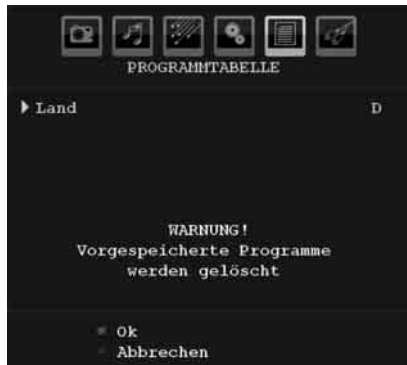 PROGRAMMTABELLE
Land D
WARNUNG!
Vorgespeicherte Programme
werden gelöscht
Ok
Abbrechen